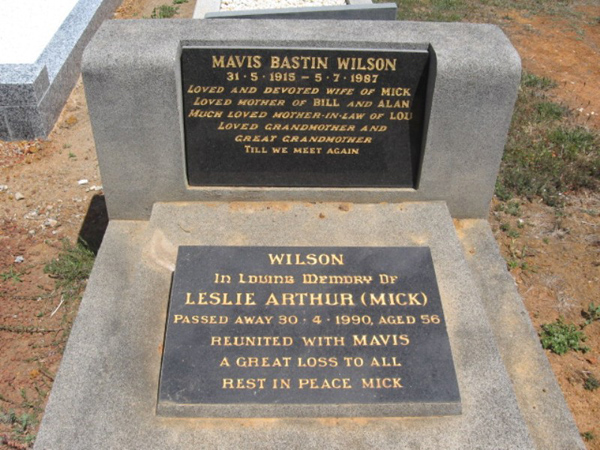 MAVIS BASTIN WILSON
31·5·1915 – 5·7·1987
LOVED AND DEVOTED WIFE OF MICK
LOVED MOTHER OF BILL AND ALAN
MUCH LOVED MOTHER-IN-LAW OF LOU
LOVED GRANDMOTHER AND
GREAT GRANDMOTHER
TILL WE MEET AGAIN
WILSON
In Loving Memory Of
LESLIE ARTHUR (MICK)
PASSED AWAY 30·4·1990, AGED 56
REUNITED WITH MAVIS
A GREAT LOSS TO ALL
REST IN PEACE MICK